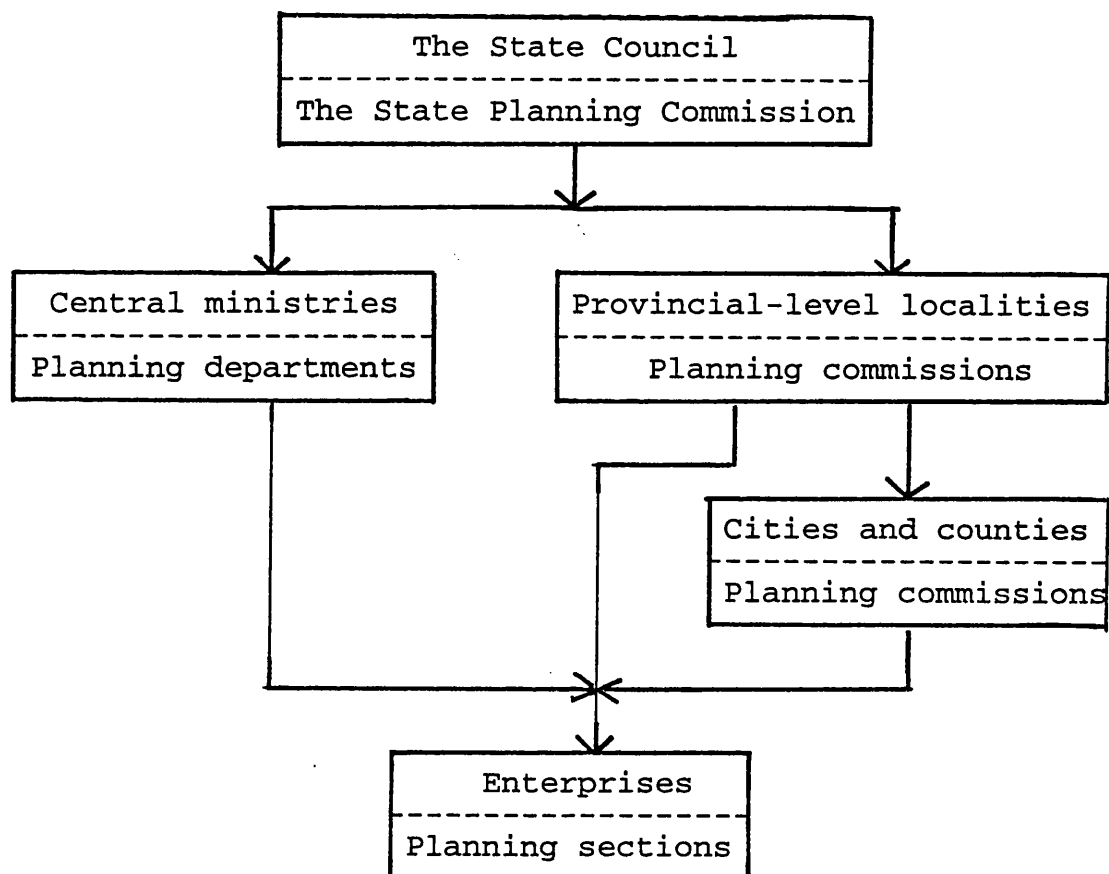 The State Council
The State Planning Commission
Central ministries
Planning departments
Provincial-level localities
Planning commissions
Cities and counties
Planning commissions
Enterprises
Planning sections